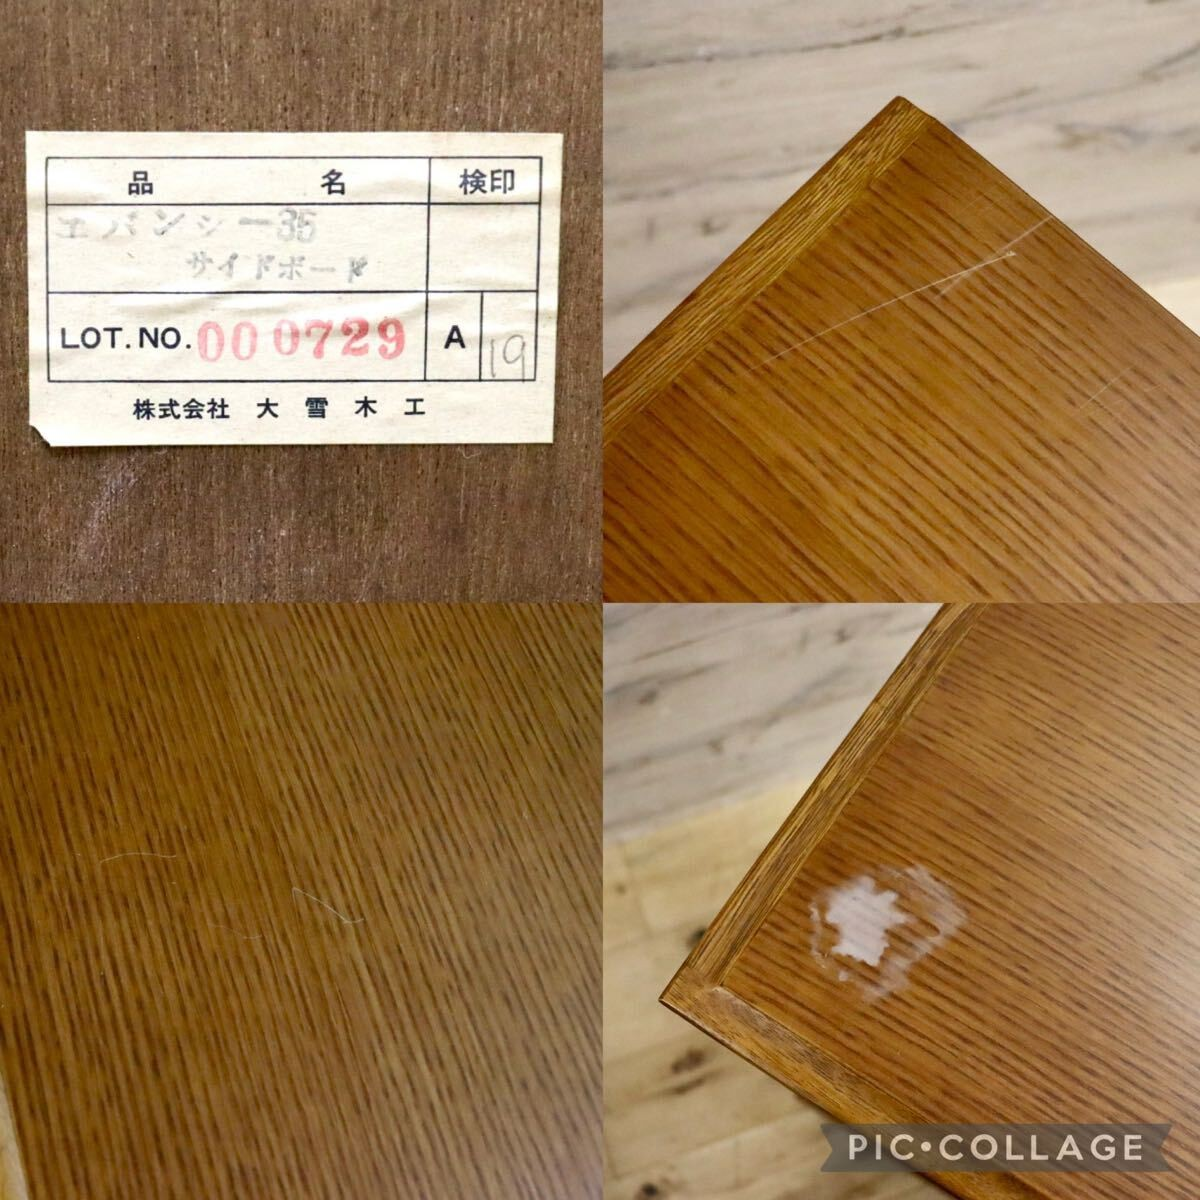 品名 検印
エバンシー35
サイドボード
LOT.NO. 000729 A 19
株式会社 大雪木工
PIC•COLLAGE